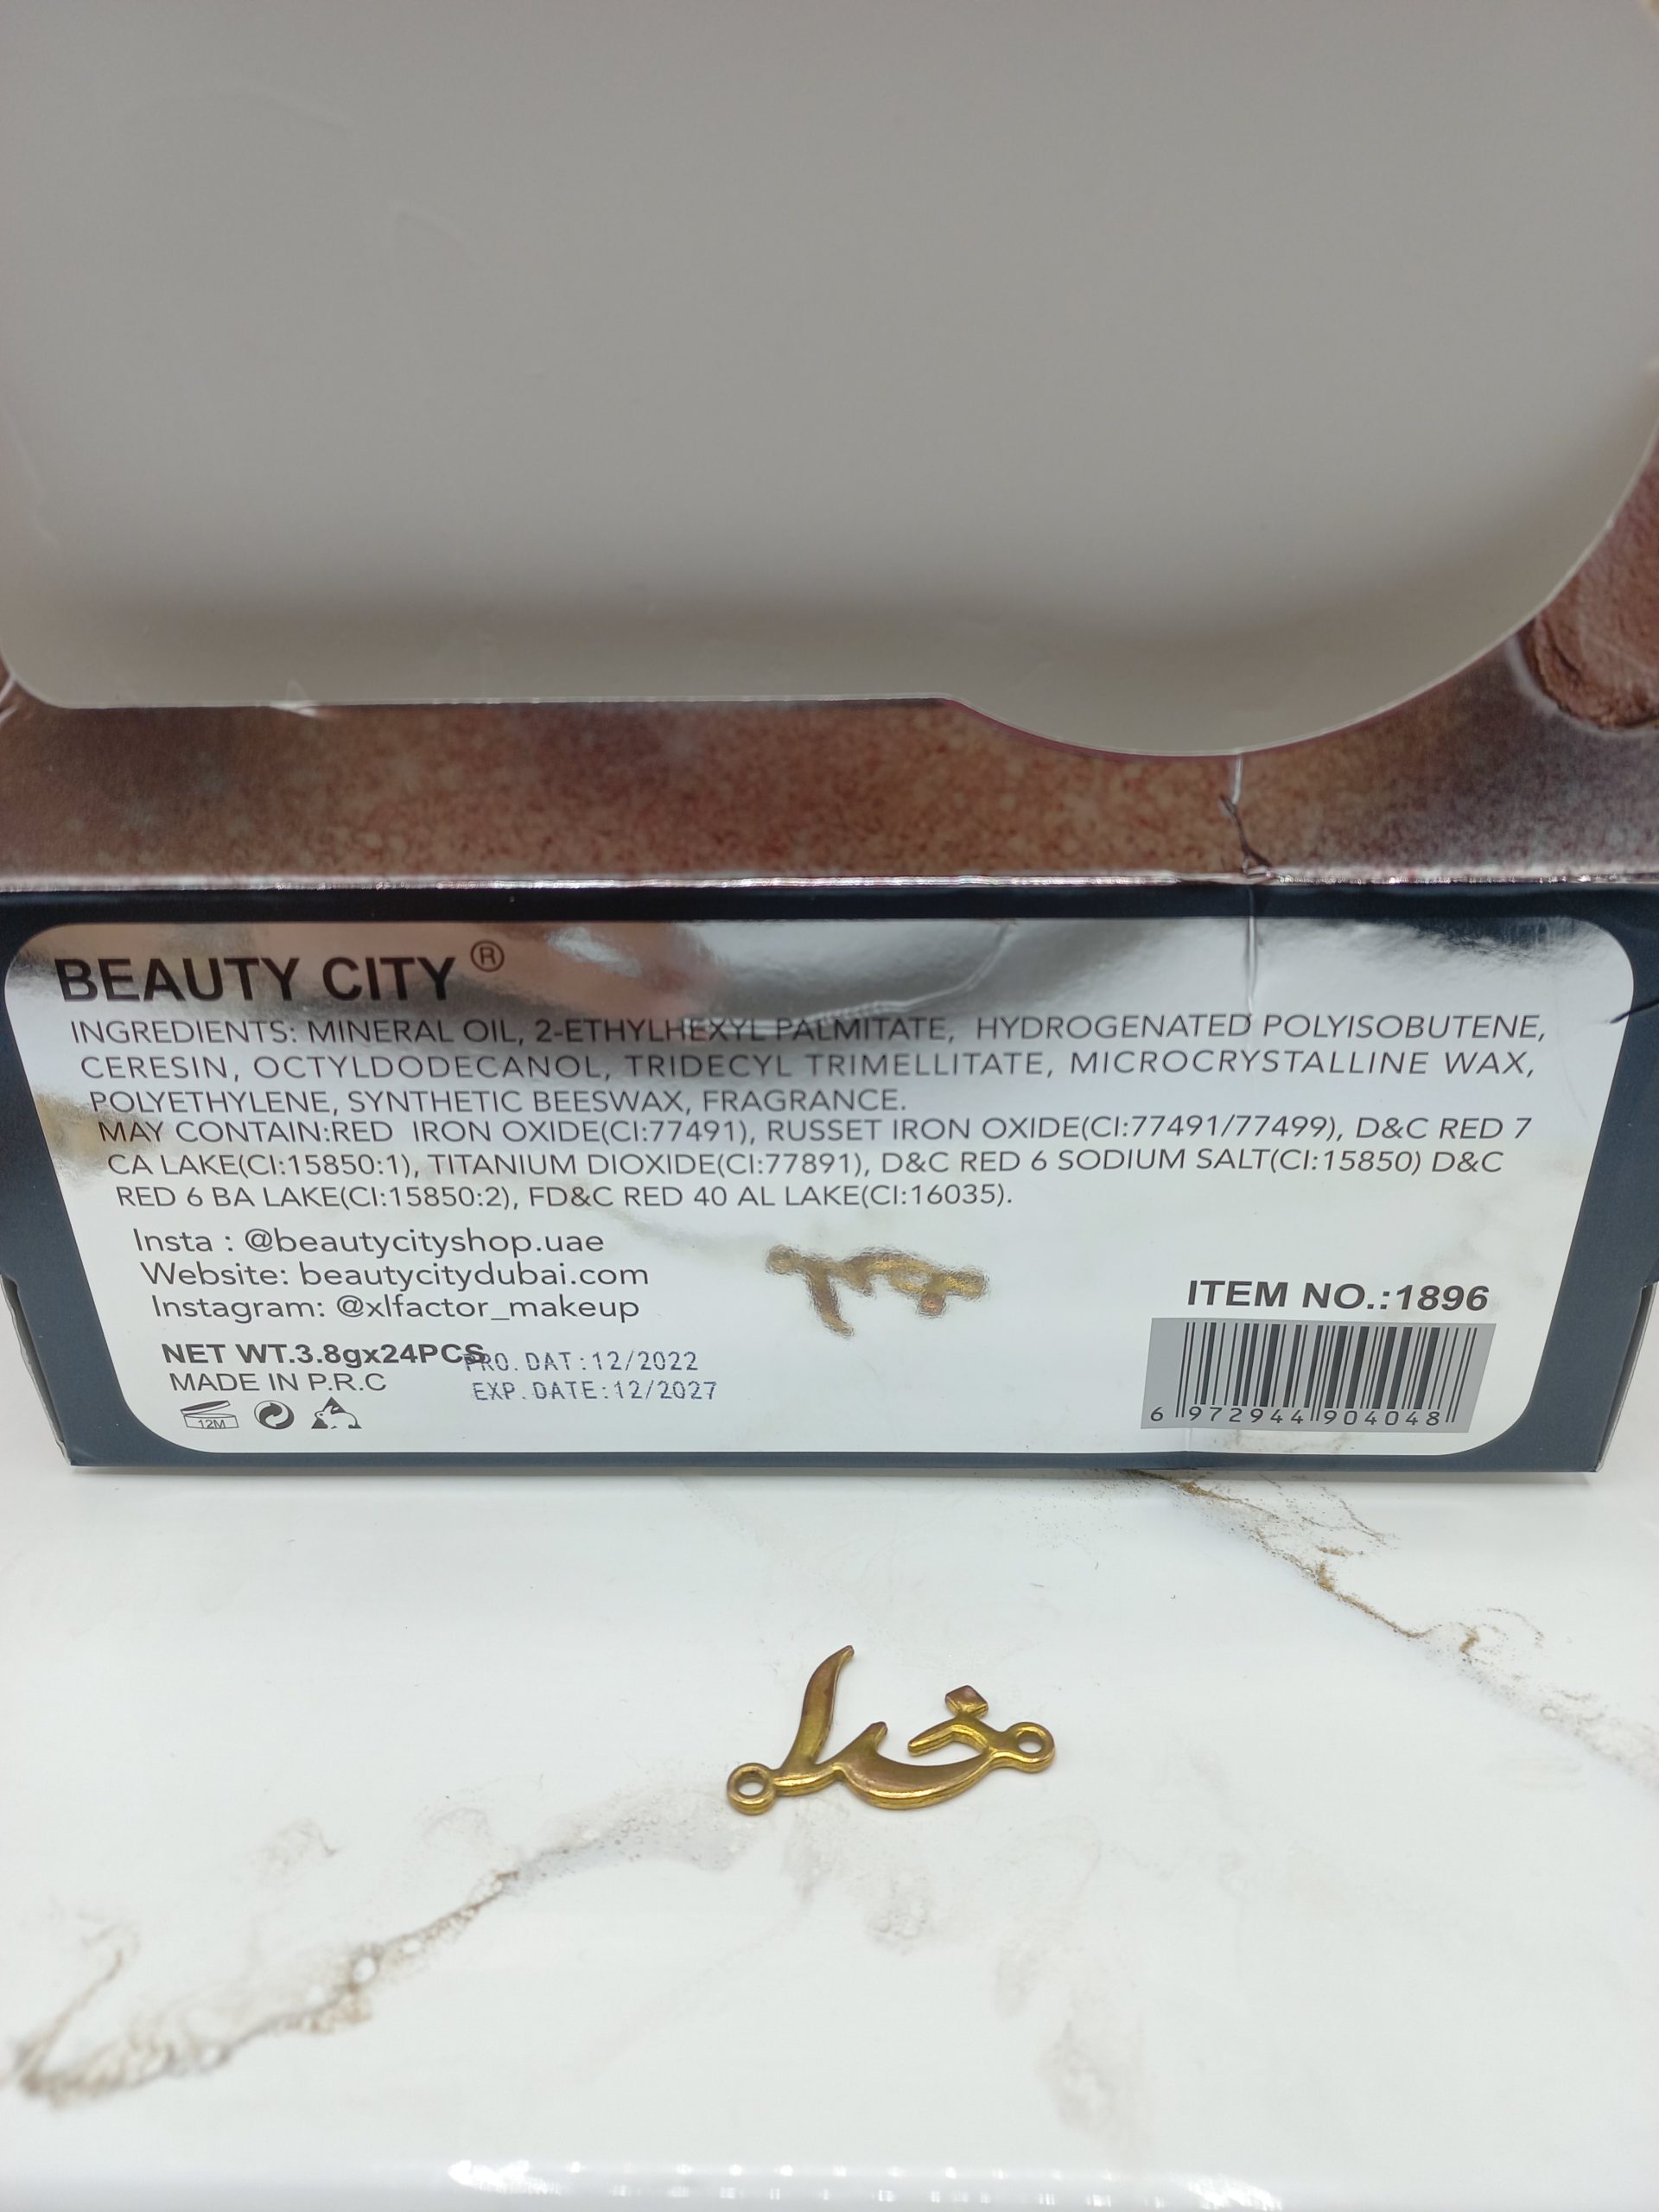 BEAUTY CITY ®
INGREDIENTS: MINERAL OIL, 2-ETHYLHEXYL PALMITATE, HYDROGENATED POLYISOBUTENE,
CERESIN, OCTYLDODECANOL, TRIDECYL TRIMELLITATE, MICROCRYSTALLINE WAX,
POLYETHYLENE, SYNTHETIC BEESWAX, FRAGRANCE.
MAY CONTAIN:RED IRON OXIDE(CI:77491), RUSSET IRON OXIDE(CI:77491/77499), D&C RED 7
CA LAKE(CI:15850:1), TITANIUM DIOXIDE(CI:77891), D&C RED 6 SODIUM SALT(CI:15850) D&C
RED 6 BA LAKE(CI:15850:2), FD&C RED 40 AL LAKE(CI:16035).
Insta : @beautycityshop.uae
Website: beautycitydubai.com
Instagram: @xlfactor_makeup
ITEM NO.:1896
NET WT.3.8gx24PCS
PRO. DAT:12/2022
MADE IN P.R.C
EXP. DATE:12/2027
12M
6 972944 904048